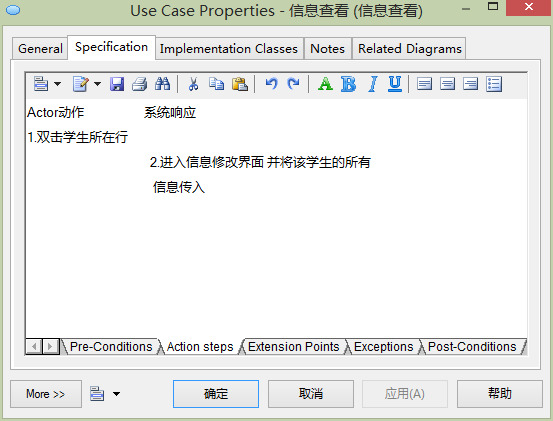 Use Case Properties - 信息查看 (信息查看)
General Specification Implementation Classes Notes Related Diagrams
A B I U
Actor动作 系统响应
1.双击学生所在行
2.进入信息修改界面 并将该学生的所有
信息传入
Pre-Conditions Action steps Extension Points Exceptions Post-Conditions
More >> 确定 取消 应用(A) 帮助